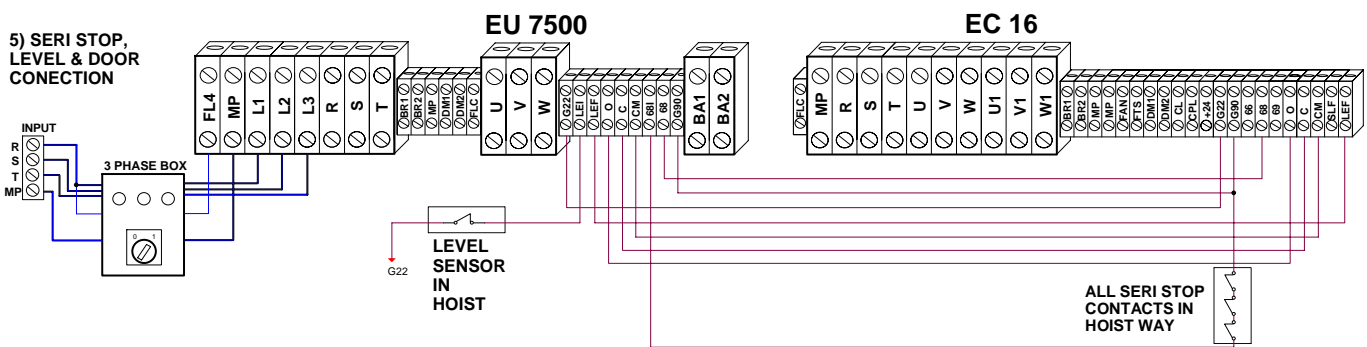 5) SERI STOP,
LEVEL & DOOR
CONECTION
EU 7500
EC 16
FL4 MP L1 L2 L3 R S T
BR1 BR2 MP DM1 DM2 FLC
U V W
G22 LEI LEF O C CM 68I 68 G90
BA1 BA2
FLC
MP R S T U V W U1 V1 W1
BR1 BR2 MP MP FAN FTS DM1 DM2 CL CPL +24 G22 G90 66 68 69 O C CM SLF LEF
INPUT
R
S
T
MP
3 PHASE BOX
0 1
LEVEL
SENSOR
IN
HOIST
G22
ALL SERI STOP
CONTACTS IN
HOIST WAY